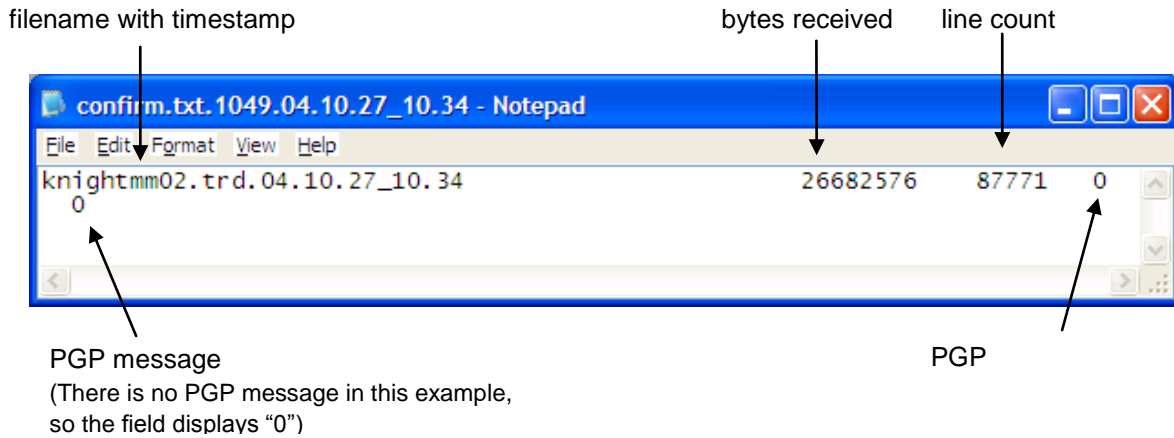 filename with timestamp bytes received line count
confirm.txt.1049.04.10.27_10.34 - Notepad
File Edit Format View Help
knightmm02.trd.04.10.27_10.34 26682576 87771 0
0
PGP message PGP
(There is no PGP message in this example,
so the field displays “0”)